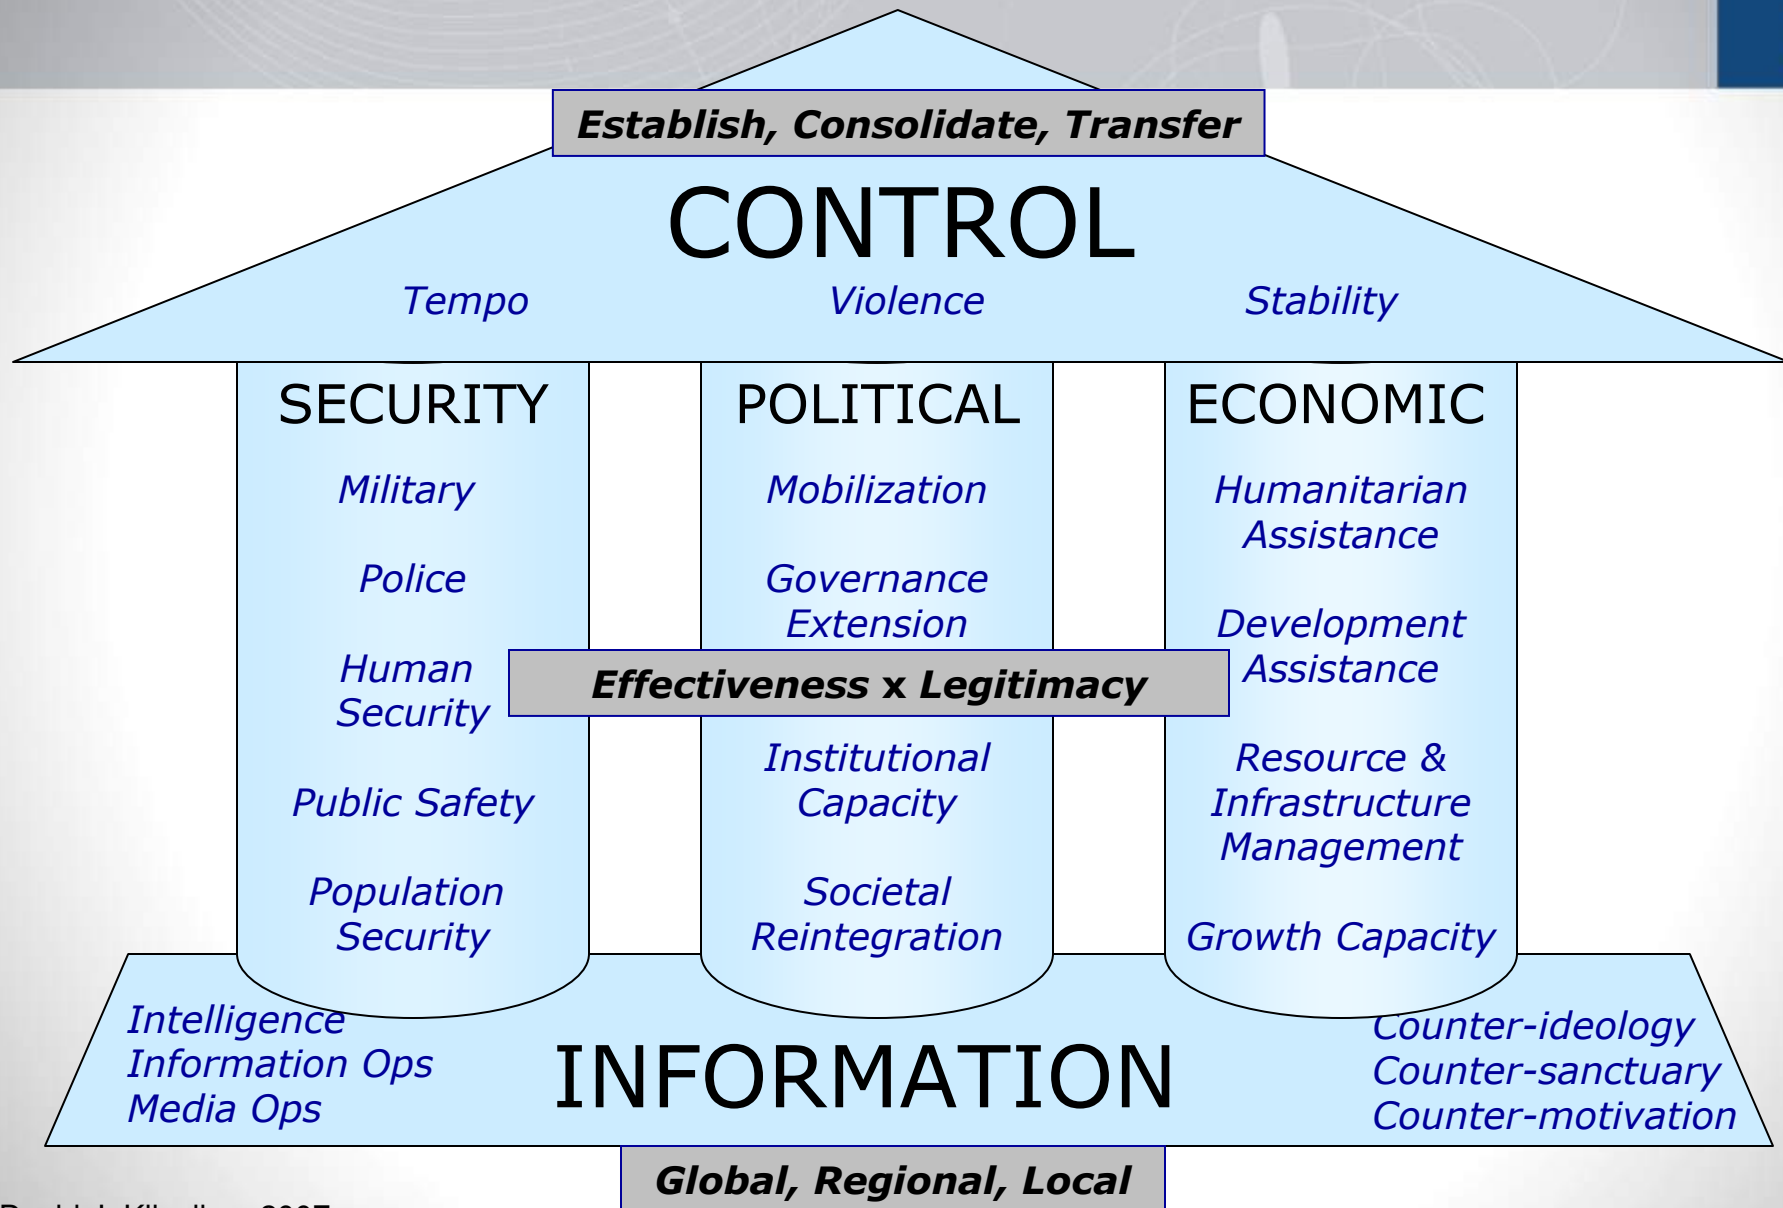 Establish, Consolidate, Transfer
CONTROL
Tempo Violence Stability
SECURITY
Military
Police
Human
Security
Public Safety
Population
Security
POLITICAL
Mobilization
Governance
Extension
Effectiveness x Legitimacy
Institutional
Capacity
Societal
Reintegration
ECONOMIC
Humanitarian
Assistance
Development
Assistance
Resource &
Infrastructure
Management
Growth Capacity
Intelligence
Information Ops
Media Ops
INFORMATION
Counter-ideology
Counter-sanctuary
Counter-motivation
Global, Regional, Local